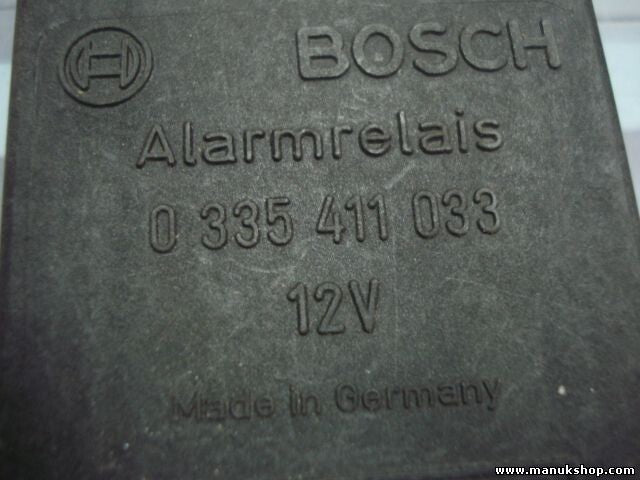 BOSCH
Alarmrelais
0 335 411 033
12V
Made in Germany
www.manukshop.com